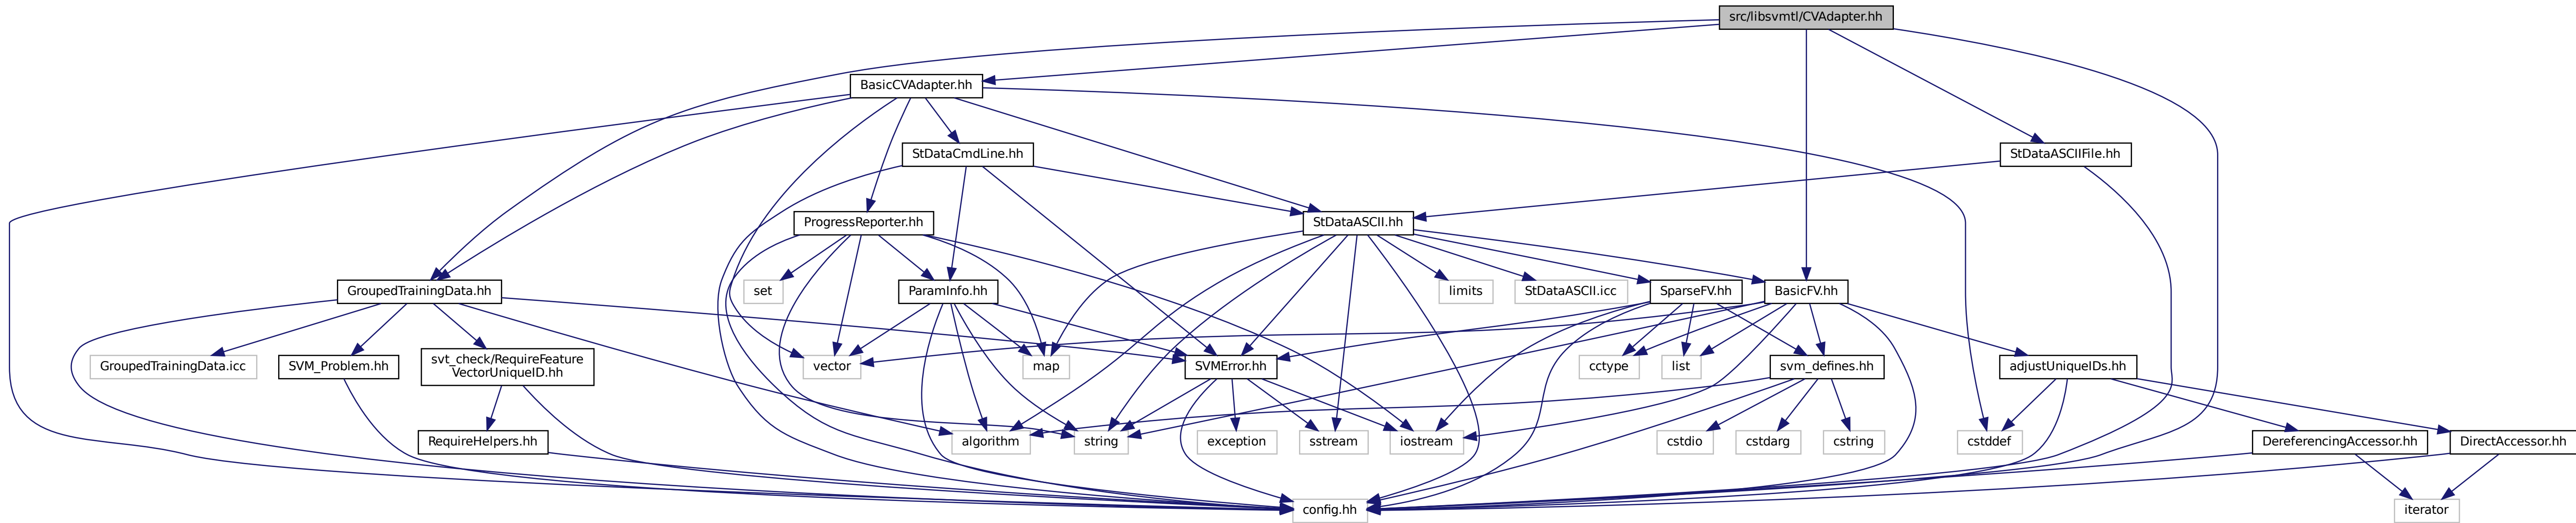 src/libsvmtl/CVAdapter.hh
BasicCVAdapter.hh
StDataCmdLine.hh
StDataASCIIFile.hh
ProgressReporter.hh
StDataASCII.hh
GroupedTrainingData.hh
set
ParamInfo.hh
limits
StDataASCII.icc
SparseFV.hh
BasicFV.hh
GroupedTrainingData.icc
SVM_Problem.hh
svt_check/RequireFeature
VectorUniqueID.hh
vector
map
SVMError.hh
cctype
list
svm_defines.hh
adjustUniqueIDs.hh
RequireHelpers.hh
algorithm
string
exception
sstream
iostream
cstdio
cstdarg
cstring
cstddef
DereferencingAccessor.hh
DirectAccessor.hh
config.hh
iterator